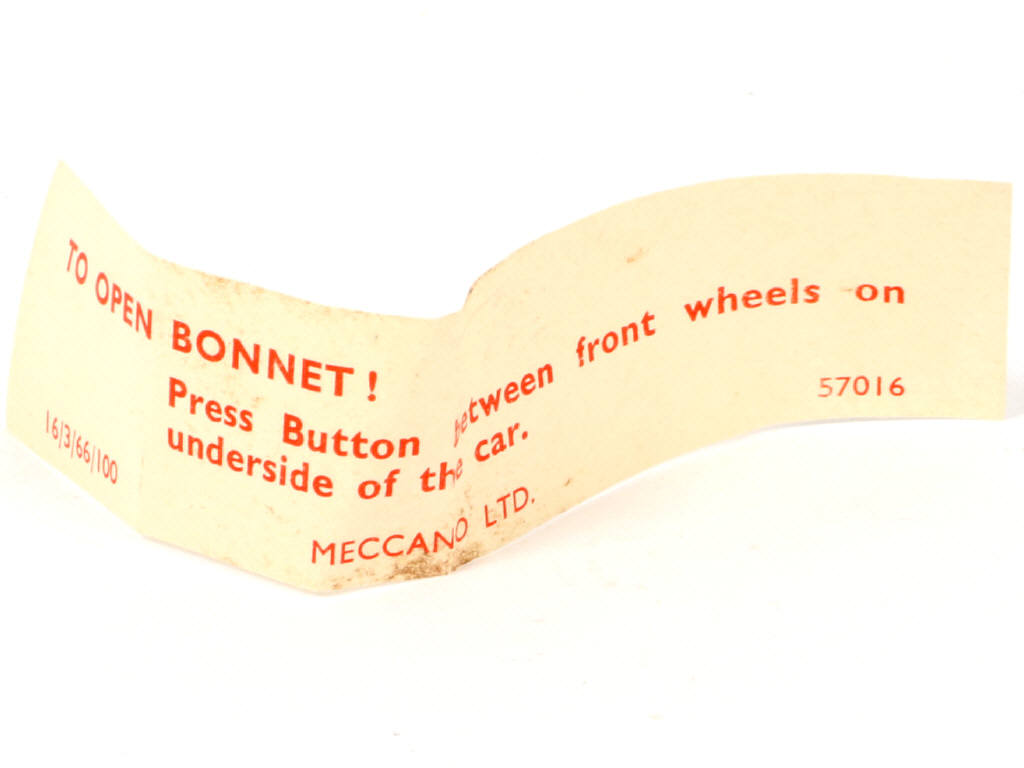 TO OPEN BONNET!
Press Button between front wheels on
underside of the car.
16/3/66/100
MECCANO LTD.
57016